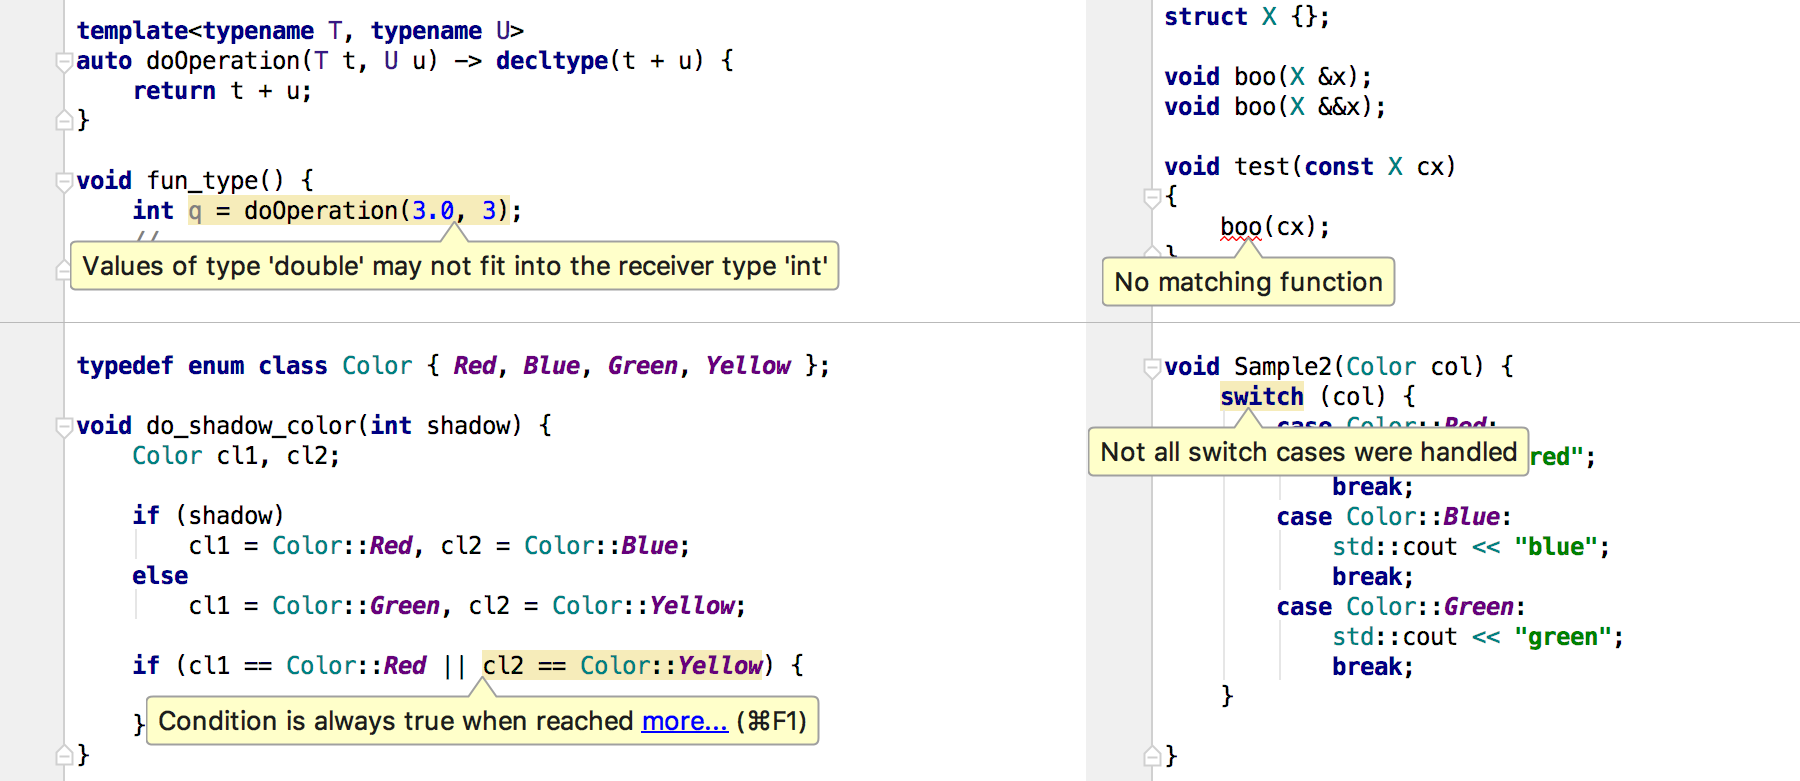 template<typename T, typename U>
auto doOperation(T t, U u) -> decltype(t + u) {
return t + u;
}
void fun_type() {
int q = doOperation(3.0, 3);
//
Values of type 'double' may not fit into the receiver type 'int'
struct X {};
void boo(X &x);
void boo(X &&x);
void test(const X cx)
{
boo(cx);
}
No matching function
typedef enum class Color { Red, Blue, Green, Yellow };
void do_shadow_color(int shadow) {
Color cl1, cl2;
if (shadow)
cl1 = Color::Red, cl2 = Color::Blue;
else
cl1 = Color::Green, cl2 = Color::Yellow;
if (cl1 == Color::Red || cl2 == Color::Yellow) {
Condition is always true when reached more... (⌘F1)
}
}
void Sample2(Color col) {
switch (col) {
case Color::Red:
Not all switch cases were handled
red";
break;
case Color::Blue:
std::cout << "blue";
break;
case Color::Green:
std::cout << "green";
break;
}
}